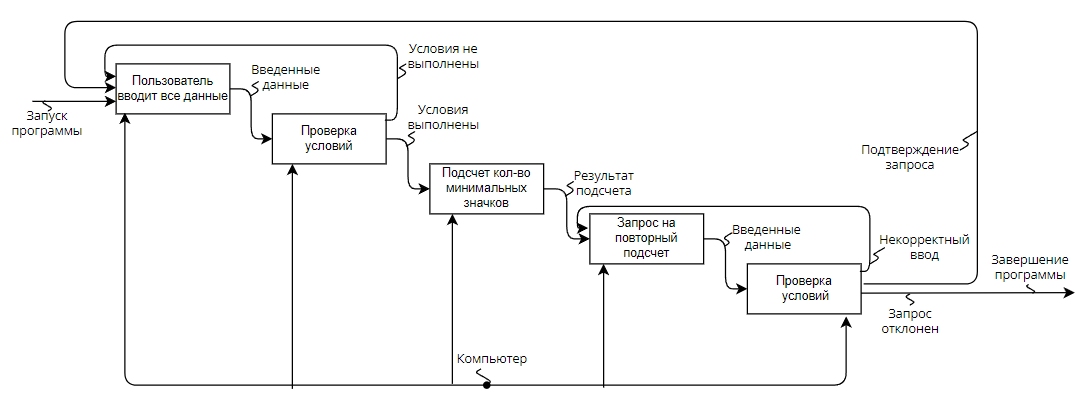 Условия не
выполнены
Пользователь
вводит все данные
Введенные
данные
Запуск
программы
Условия
выполнены
Проверка
условий
Подтверждение
запроса
Подсчет кол-во
минимальных
значков
Результат
подсчета
Запрос на
повторный
подсчет
Введенные
данные
Некорректный
ввод
Завершение
программы
Проверка
условий
Запрос
отклонен
Компьютер